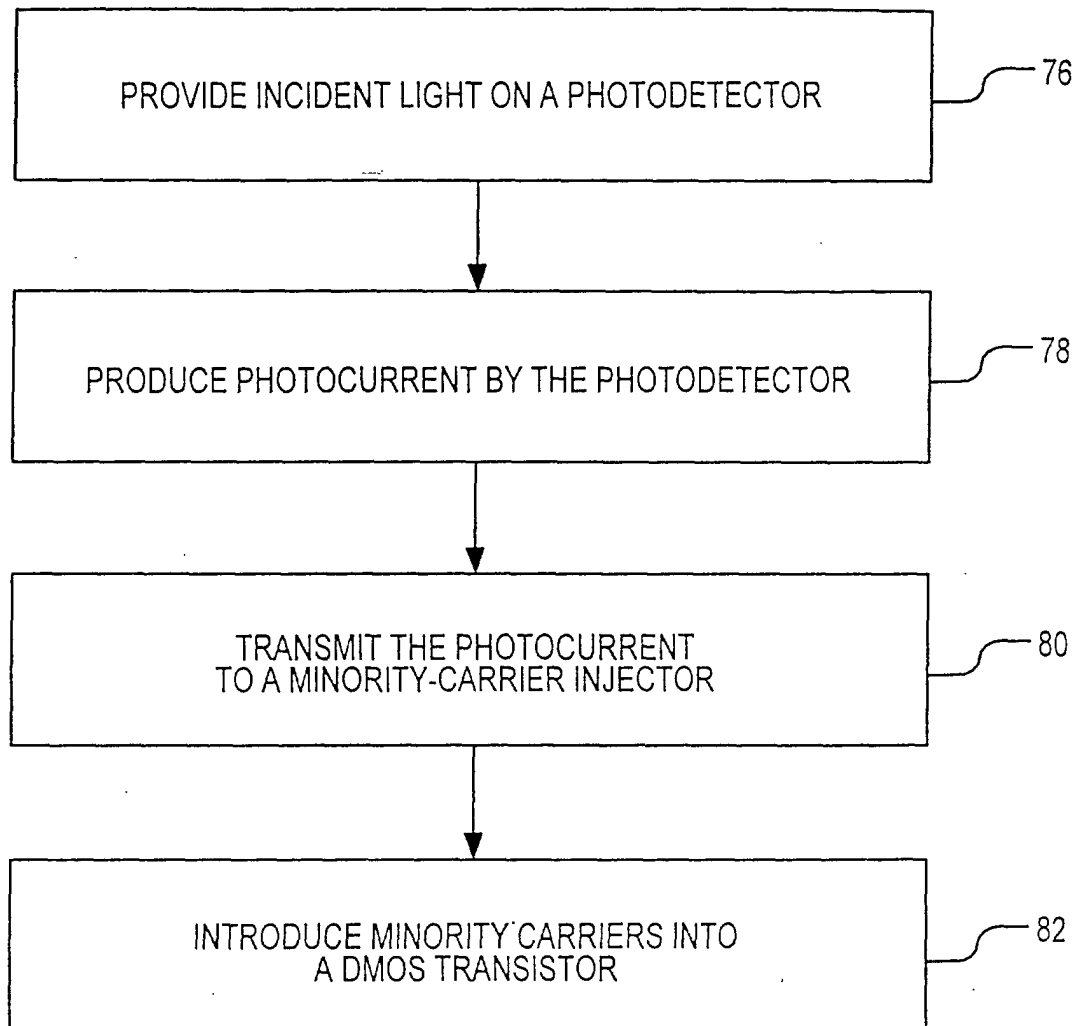 PROVIDE INCIDENT LIGHT ON A PHOTODETECTOR
76
PRODUCE PHOTOCURRENT BY THE PHOTODETECTOR
78
TRANSMIT THE PHOTOCURRENT
TO A MINORITY-CARRIER INJECTOR
80
INTRODUCE MINORITY CARRIERS INTO
A DMOS TRANSISTOR
82